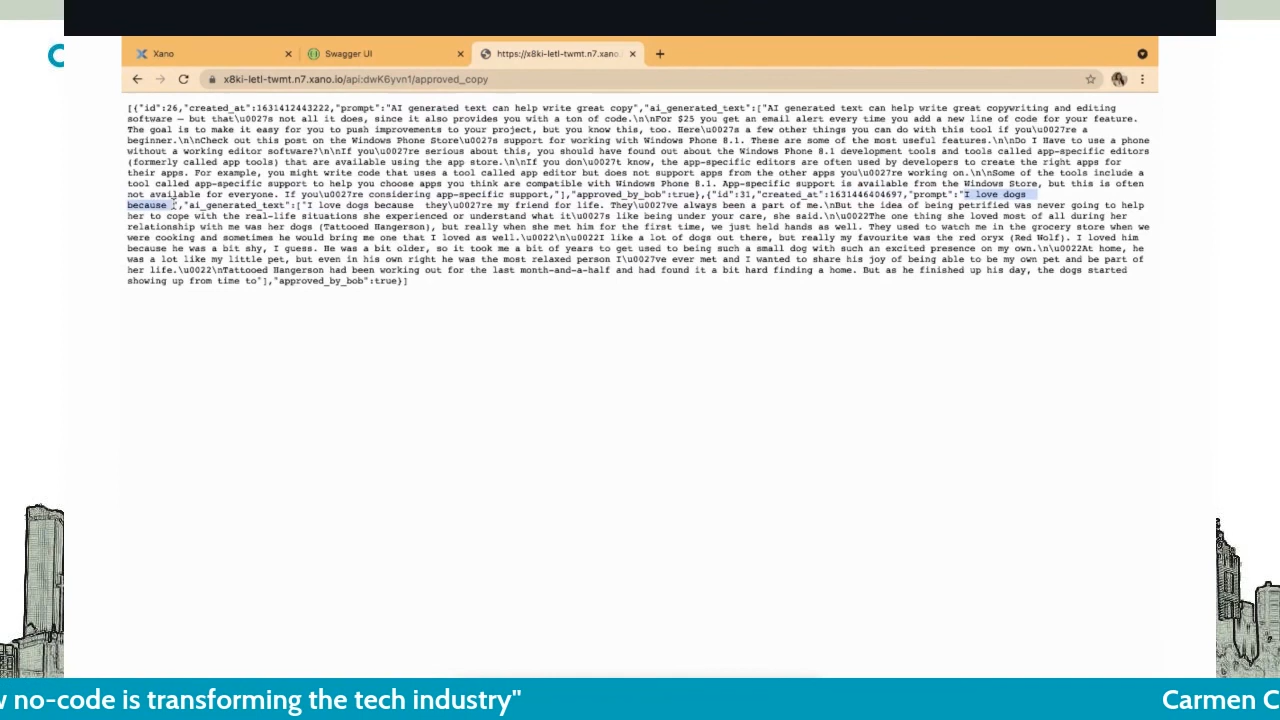 Xano
Swagger UI
https://x8ki-letl-twmt.n7.xano.io/
x8ki-letl-twmt.n7.xano.io/api:dwK6yvn1/approved_copy
[{"id":26,"created_at":1631412443222,"prompt":"AI generated text can help write great copy","ai_generated_text":["AI generated text can help write great copywriting and editing
software — but that\u0027s not all it does, since it also provides you with a ton of code.\n\nFor $25 you get an email alert every time you add a new line of code for your feature.
The goal is to make it easy for you to push improvements to your project, but you know this, too. Here\u0027s a few other things you can do with this tool if you\u0027re a
beginner.\n\nCheck out this post on the Windows Phone Store\u0027s support for working with Windows Phone 8.1. These are some of the most useful features.\n\nDo I Have to use a phone
without a working editor software?\n\nIf you\u0027re serious about this, you should have found out about the Windows Phone 8.1 development tools and tools called app-specific editors
(formerly called app tools) that are available using the app store.\n\nIf you don\u0027t know, the app-specific editors are often used by developers to create the right apps for
their apps. For example, you might write code that uses a tool called app editor but does not support apps from the other apps you\u0027re working on.\n\nSome of the tools include a
tool called app-specific support to help you choose apps you think are compatible with Windows Phone 8.1. App-specific support is available from the Windows Store, but this is often
not available for everyone. If you\u0027re considering app-specific support,"],"approved_by_bob":true},{"id":31,"created_at":1631446404697,"prompt":"I love dogs
because ","ai_generated_text":["I love dogs because  they\u0027re my friend for life. They\u0027ve always been a part of me.\nBut the idea of being petrified was never going to help
her to cope with the real-life situations she experienced or understand what it\u0027s like being under your care, she said.\n\u0022The one thing she loved most of all during her
relationship with me was her dogs (Tattooed Hangerson), but really when she met him for the first time, we just held hands as well. They used to watch me in the grocery store when we
were cooking and sometimes he would bring me one that I loved as well.\u0022\n\u0022I like a lot of dogs out there, but really my favourite was the red oryx (Red Wolf). I loved him
because he was a bit shy, I guess. He was a bit older, so it took me a bit of years to get used to being such a small dog with such an excited presence on my own.\n\u0022At home, he
was a lot like my little pet, but even in his own right he was the most relaxed person I\u0027ve ever met and I wanted to share his joy of being able to be my own pet and be part of
her life.\u0022\nTattooed Hangerson had been working out for the last month-and-a-half and had found it a bit hard finding a home. But as he finished up his day, the dogs started
showing up from time to"],"approved_by_bob":true}]
no-code is transforming the tech industry" Carmen C